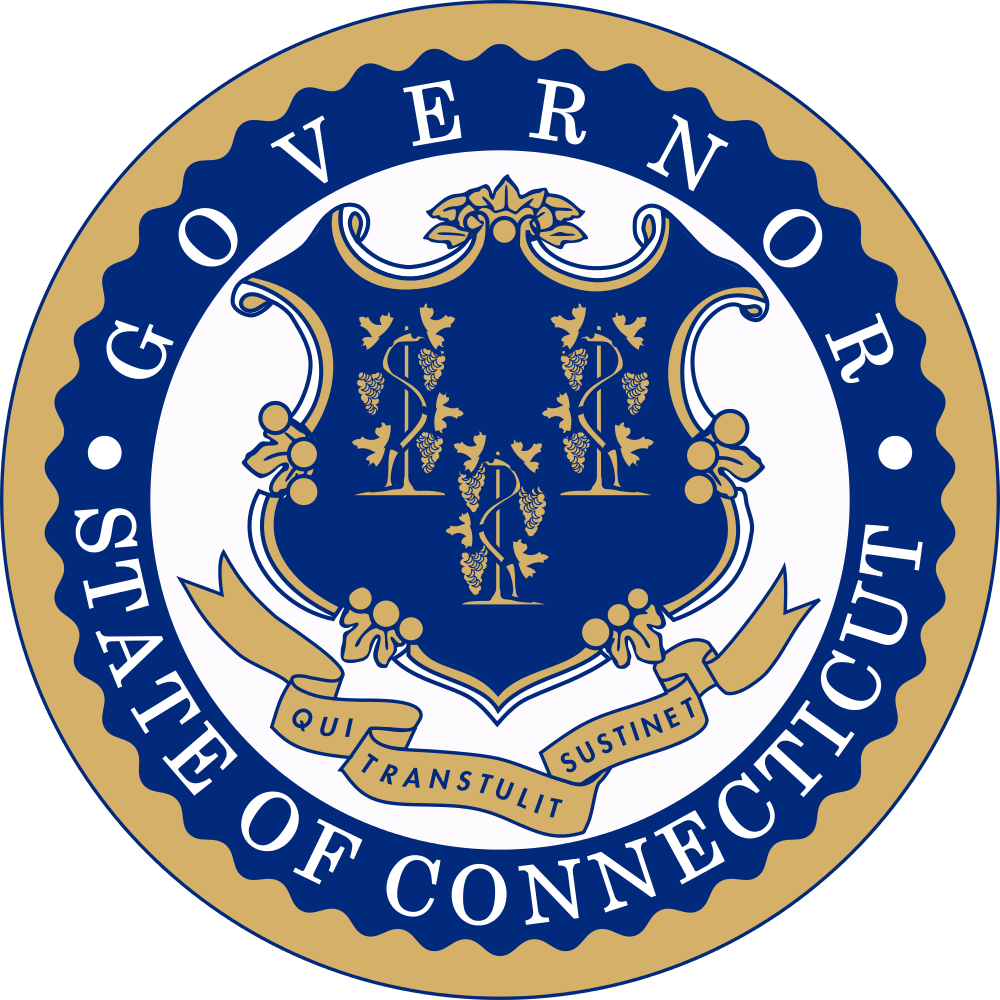 GOVERNOR
STATE OF CONNECTICUT
QUI
TRANSTULIT
SUSTINET